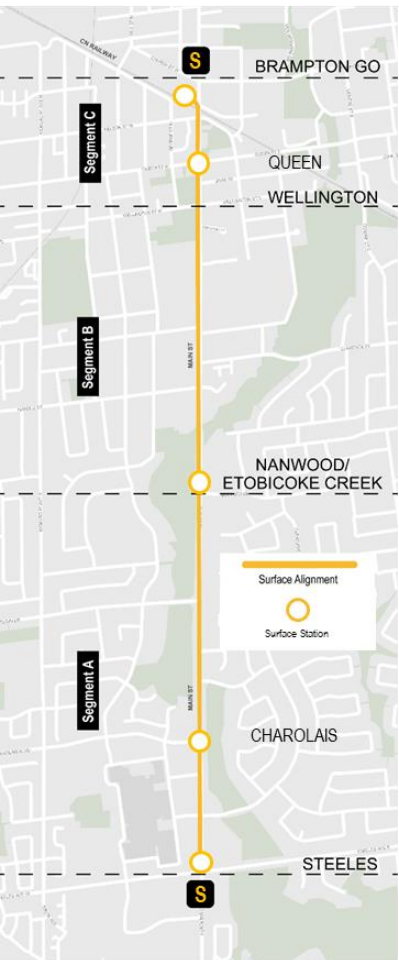 S
CN RAILWAY
BRAMPTON GO
Segment C
QUEEN
WELLINGTON
Segment B
MAIN ST
NANWOOD/
ETOBICOKE CREEK
Surface Alignment
Surface Station
Segment A
MAIN ST
CHAROLAIS
STEELES
S